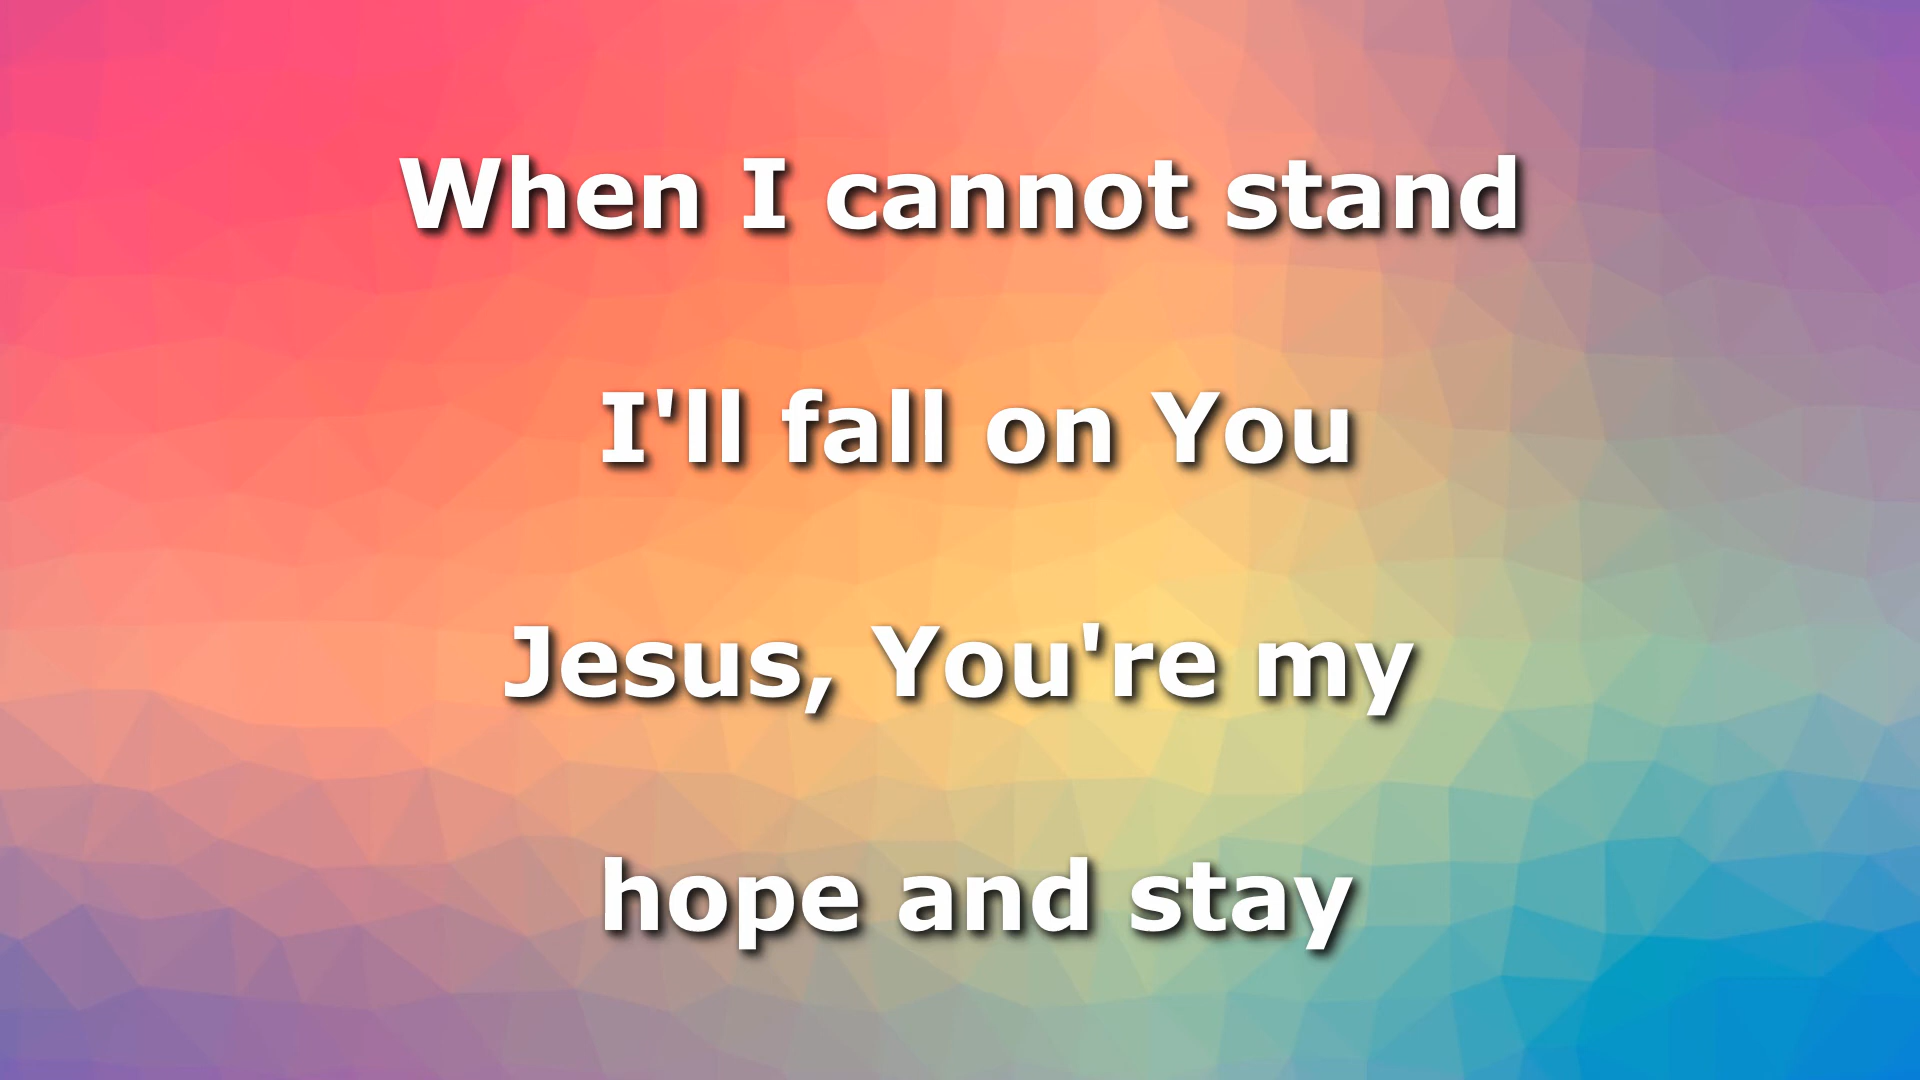 When I cannot stand
I'll fall on You
Jesus, You're my
hope and stay